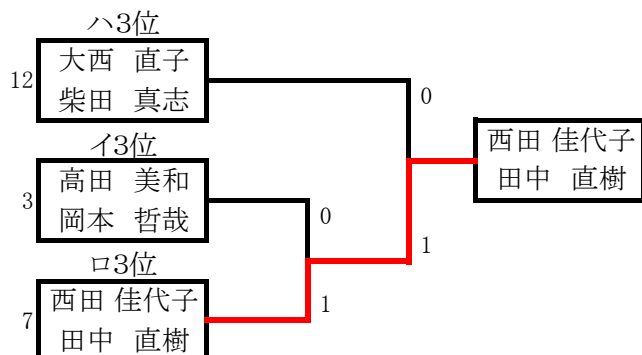 ハ3位
12
大西 直子
柴田 真志
0
西田 佳代子
田中 直樹
イ3位
3
高田 美和
岡本 哲哉
0
1
ロ3位
7
西田 佳代子
田中 直樹
1